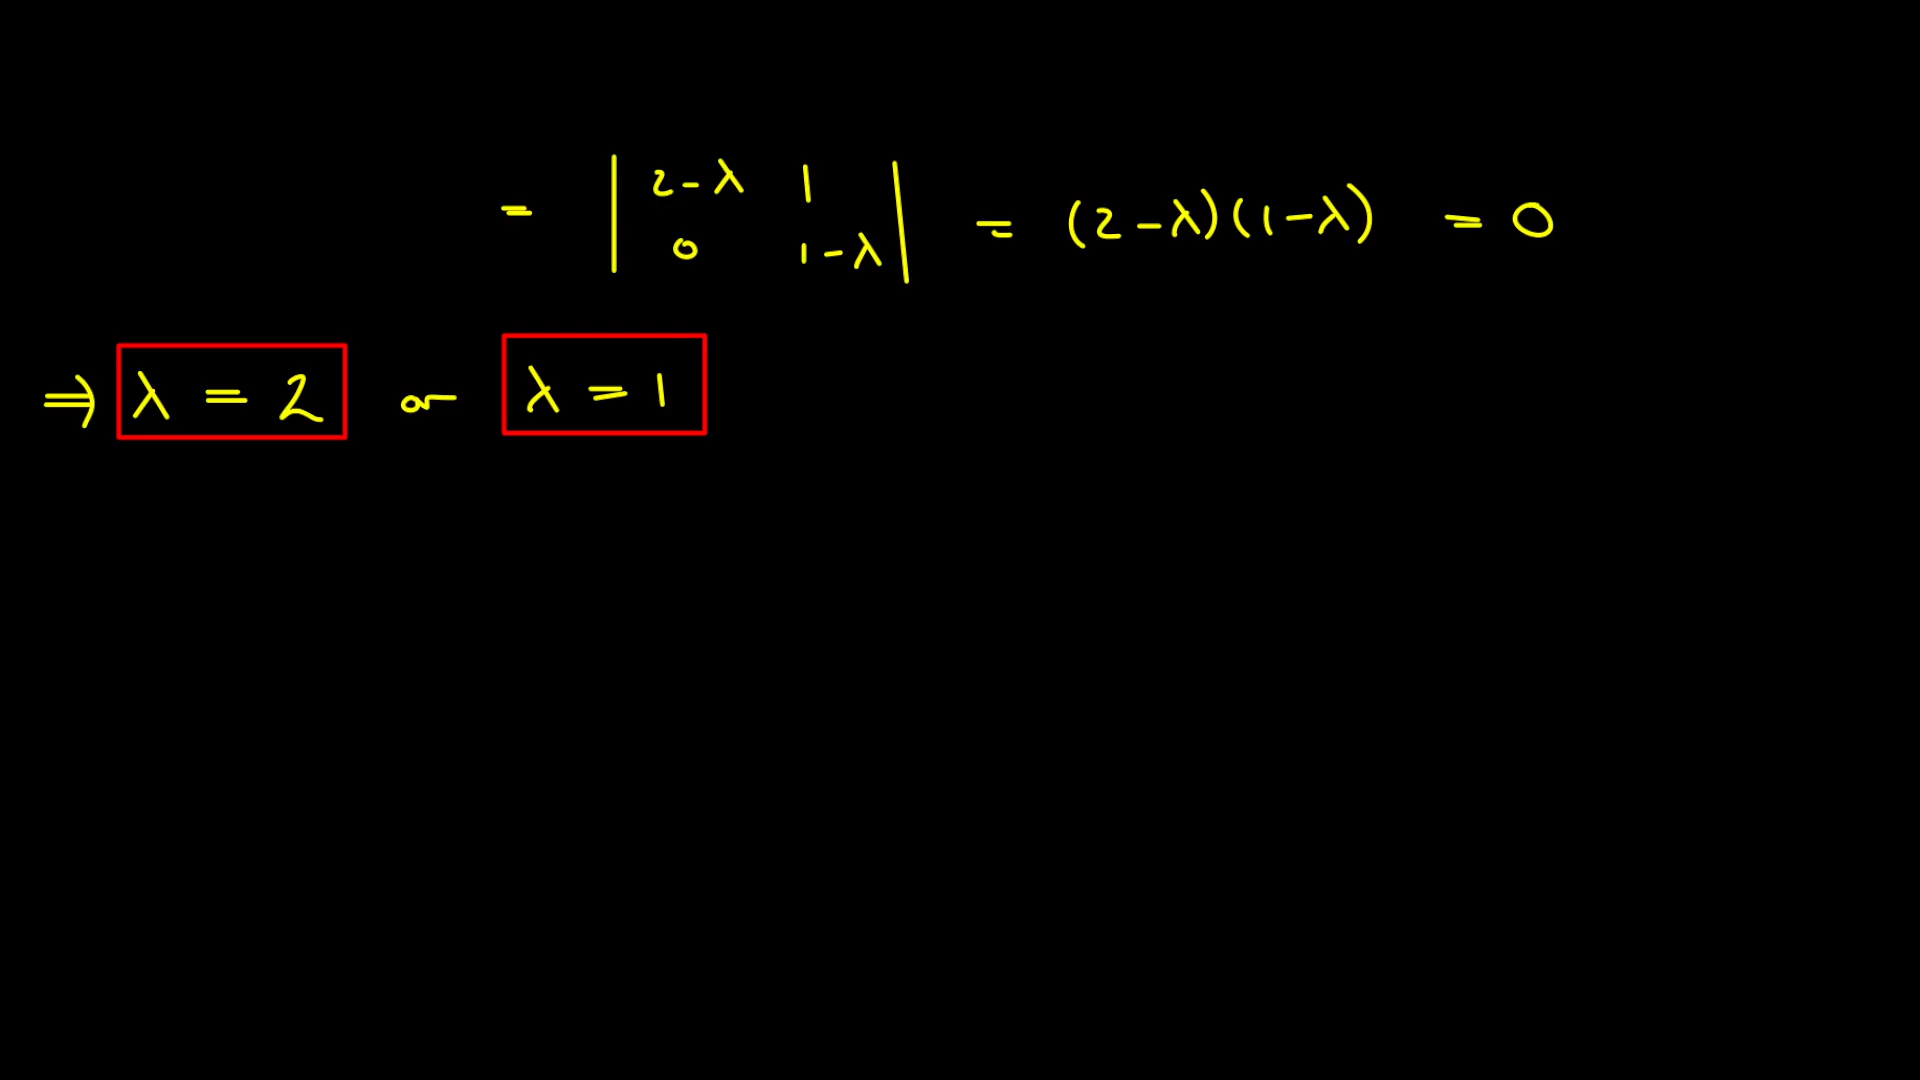 = | 2-λ 1 |
| 0 1-λ | = (2-λ)(1-λ) = 0
⇒ λ = 2 or λ = 1